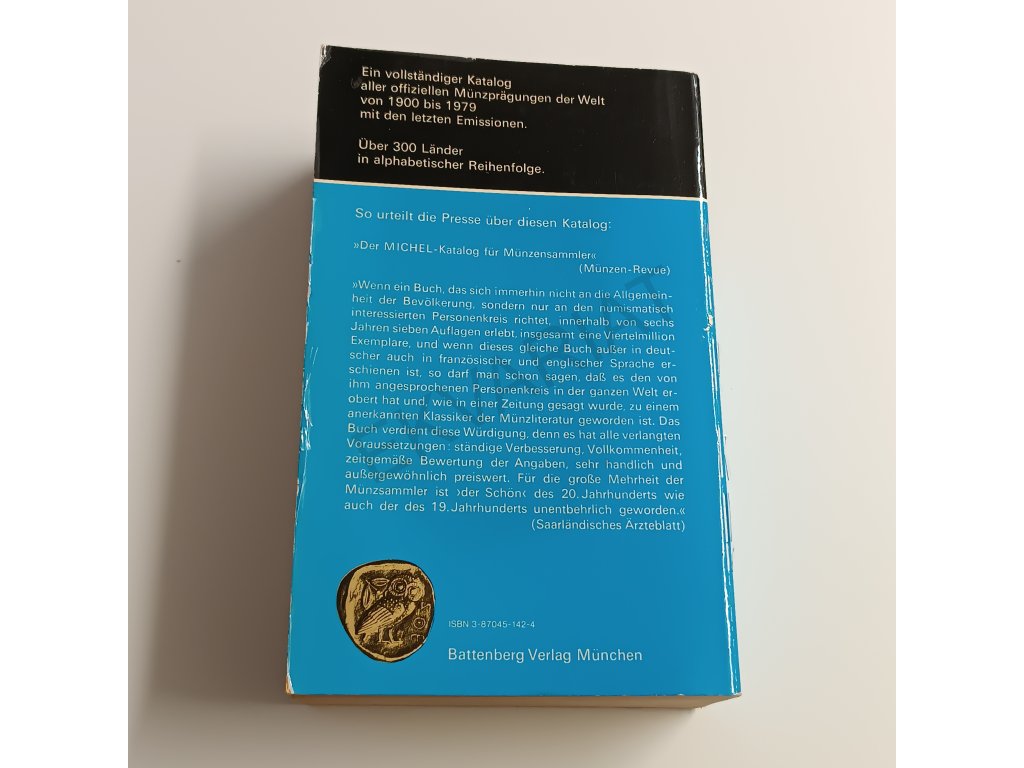 Ein vollständiger Katalog
aller offiziellen Münzprägungen der Welt
von 1900 bis 1979
mit den letzten Emissionen.
Über 300 Länder
in alphabetischer Reihenfolge.
So urteilt die Presse über diesen Katalog:
»Der MICHEL-Katalog für Münzensammler«
(Münzen-Revue)
»Wenn ein Buch, das sich immerhin nicht an die Allgemein-
heit der Bevölkerung, sondern nur an den numismatisch
interessierten Personenkreis richtet, innerhalb von sechs
Jahren sieben Auflagen erlebt, insgesamt eine Viertelmillion
Exemplare, und wenn dieses gleiche Buch außer in deut-
scher auch in französischer und englischer Sprache er-
schienen ist, so darf man schon sagen, daß es den von
ihm angesprochenen Personenkreis in der ganzen Welt er-
obert hat und, wie in einer Zeitung gesagt wurde, zu einem
anerkannten Klassiker der Münzliteratur geworden ist. Das
Buch verdient diese Würdigung, denn es hat alle verlangten
Voraussetzungen: ständige Verbesserung, Vollkommenheit,
zeitgemäße Bewertung der Angaben, sehr handlich und
außergewöhnlich preiswert. Für die große Mehrheit der
Münzsammler ist ›der Schön‹ des 20. Jahrhunderts wie
auch der des 19. Jahrhunderts unentbehrlich geworden.«
(Saarländisches Ärzteblatt)
ISBN 3-87045-142-4
Battenberg Verlag München